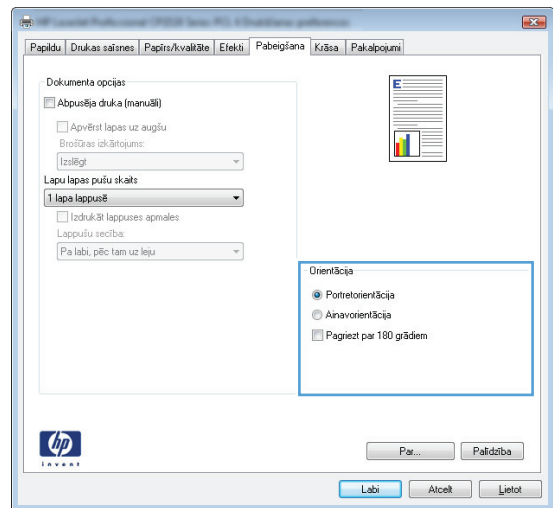 Papildu Drukas saīsnes Papīrs/kvalitāte Efekti Pabeigšana Krāsa Pakalpojumi
Dokumenta opcijas
Abpusēja druka (manuāli)
Apvērst lapas uz augšu
Brošūras izkārtojums:
Izslēgt
Lapu lapas pušu skaits
1 lapa lappusē
Izdrukāt lappuses apmales
Lappušu secība:
Pa labi, pēc tam uz leju
E
Orientācija
Portretorientācija
Ainavorientācija
Pagriezt par 180 grādiem
hp
invent
Par... Palīdzība
Labi Atcelt Lietot